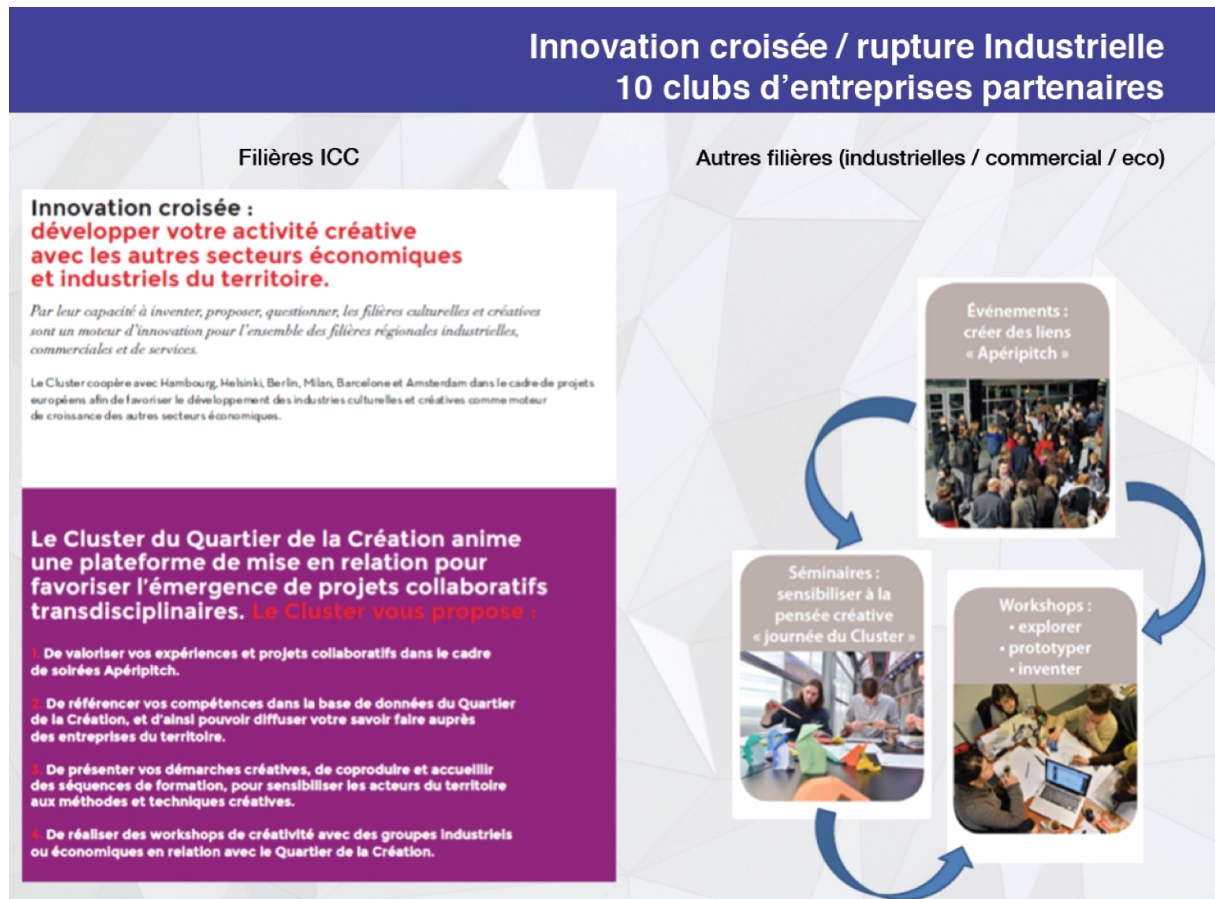 Innovation croisée / rupture Industrielle
10 clubs d'entreprises partenaires
Filières ICC
Autres filières (industrielles / commercial / eco)
Innovation croisée :
développer votre activité créative
avec les autres secteurs économiques
et industriels du territoire.
Par leur capacité à inventer, proposer, questionner, les filières culturelles et créatives
sont un moteur d'innovation pour l'ensemble des filières régionales industrielles,
commerciales et de services.
Le Cluster coopère avec Hambourg, Helsinki, Berlin, Milan, Barcelone et Amsterdam dans le cadre de projets
européens afin de favoriser le développement des industries culturelles et créatives comme moteur
de croissance des autres secteurs économiques.
Le Cluster du Quartier de la Création anime
une plateforme de mise en relation pour
favoriser l'émergence de projets collaboratifs
transdisciplinaires. Le Cluster vous propose :
1. De valoriser vos expériences et projets collaboratifs dans le cadre
de soirées Apéripitch.
2. De référencer vos compétences dans la base de données du Quartier
de la Création, et d'ainsi pouvoir diffuser votre savoir faire auprès
des entreprises du territoire.
3. De présenter vos démarches créatives, de coproduire et accueillir
des séquences de formation, pour sensibiliser les acteurs du territoire
aux méthodes et techniques créatives.
4. De réaliser des workshops de créativité avec des groupes industriels
ou économiques en relation avec le Quartier de la Création.
Événements :
créer des liens
« Apéripitch »
Séminaires :
sensibiliser à la
pensée créative
« journée du Cluster »
Workshops :
• explorer
• prototyper
• inventer